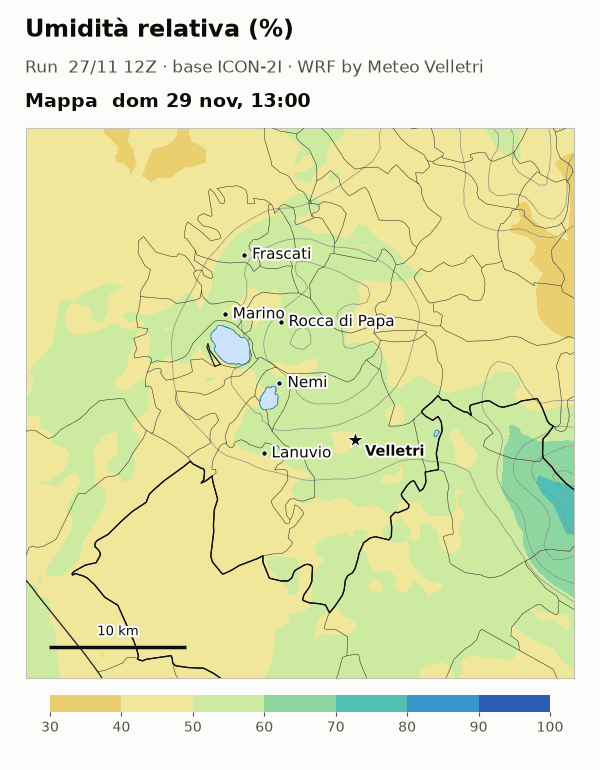 Umidità relativa (%)
Run 27/11 12Z · base ICON-2I · WRF by Meteo Velletri
Mappa dom 29 nov, 13:00
Frascati
Marino
Rocca di Papa
Nemi
Velletri
Lanuvio
10 km
30 40 50 60 70 80 90 100